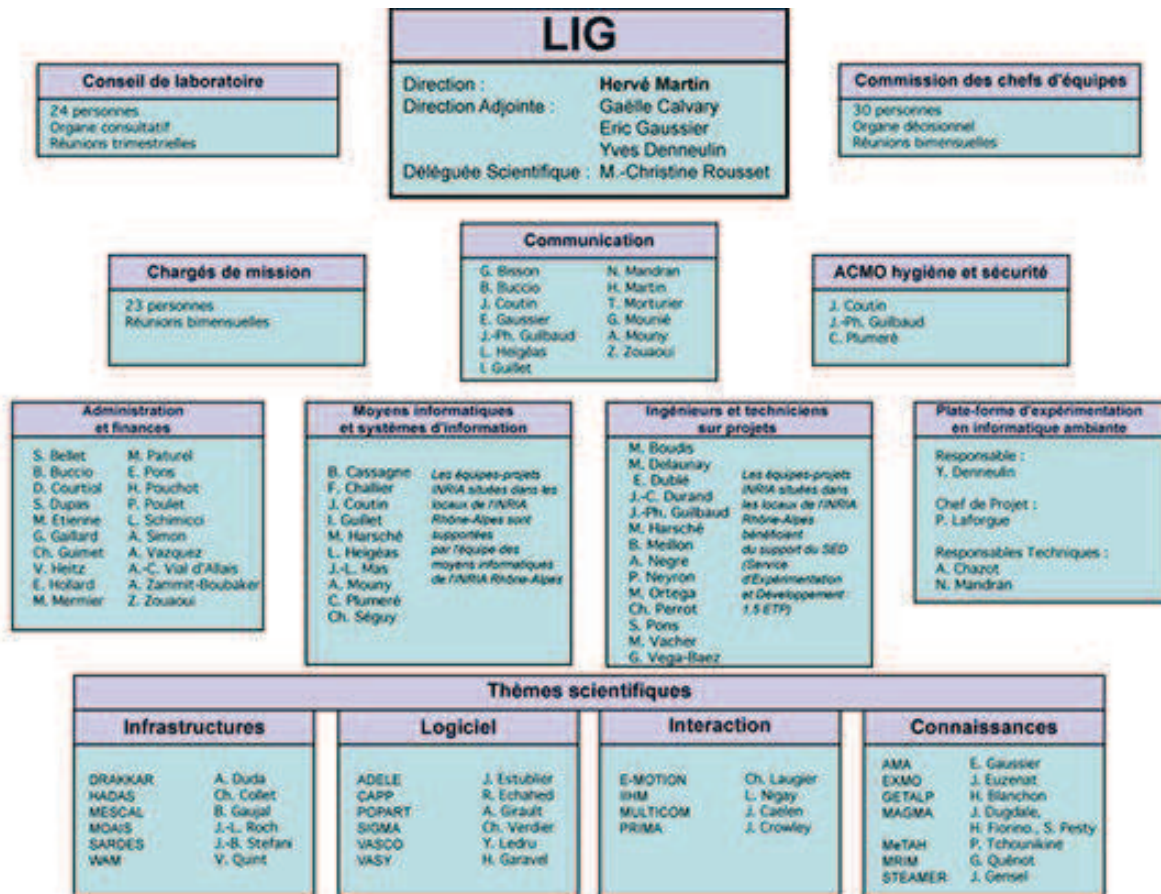 LIG
Direction : Hervé Martin
Direction Adjointe : Gaëlle Calvary
Eric Gaussier
Yves Denneulin
Déléguée Scientifique : M.-Christine Rousset
Conseil de laboratoire
24 personnes
Organe consultatif
Réunions trimestrielles
Commission des chefs d'équipes
30 personnes
Organe décisionnel
Réunions bimensuelles
Chargés de mission
23 personnes
Réunions bimensuelles
Communication
G. Bisson N. Mandran
B. Buccio H. Martin
J. Coutin T. Morturier
E. Gaussier G. Mounié
J.-Ph. Guilbaud A. Mouny
L. Heigéas Z. Zouaoui
I. Guillet
ACMO hygiène et sécurité
J. Coutin
J.-Ph. Guilbaud
C. Plumeré
Administration
et finances
S. Bellet M. Paturel
B. Buccio E. Pons
D. Courtiol H. Pouchot
S. Dupas P. Poulet
M. Etienne L. Schimicci
G. Gaillard A. Simon
Ch. Guimet A. Vazquez
V. Heitz A.-C. Vial d'Allais
E. Hollard A. Zammit-Boubaker
M. Mermier Z. Zouaoui
Moyens informatiques
et systèmes d'information
B. Cassagne
F. Challier
J. Coutin
I. Guillet
M. Harsché
L. Heigéas
J.-L. Mas
A. Mouny
C. Plumeré
Ch. Séguy
Les équipes-projets
INRIA situées dans les
locaux de l'INRIA
Rhône-Alpes sont
supportées
par l'équipe des
moyens informatiques
de l'INRIA Rhône-Alpes
Ingénieurs et techniciens
sur projets
M. Boudis
M. Delaunay
E. Dublé
J.-C. Durand
J.-Ph. Guilbaud
M. Harsché
B. Meillon
A. Negre
P. Neyron
M. Ortega
Ch. Perrot
S. Pons
M. Vacher
G. Vega-Baez
Les équipes-projets
INRIA situées dans
les locaux de l'INRIA
Rhône-Alpes
bénéficient
du support du SED
(Service
d'Expérimentation
et Développement :
1,5 ETP)
Plate-forme d'expérimentation
en informatique ambiante
Responsable :
Y. Denneulin
Chef de Projet :
P. Laforgue
Responsables Techniques :
A. Chazot
N. Mandran
Thèmes scientifiques
Infrastructures
DRAKKAR A. Duda
HADAS Ch. Collet
MESCAL B. Gaujal
MOAIS J.-L. Roch
SARDES J.-B. Stefani
WAM V. Quint
Logiciel
ADELE J. Estublier
CAPP R. Echahed
POPART A. Girault
SIGMA Ch. Verdier
VASCO Y. Ledru
VASY H. Garavel
Interaction
E-MOTION Ch. Laugier
IIHM L. Nigay
MULTICOM J. Caelen
PRIMA J. Crowley
Connaissances
AMA E. Gaussier
EXMO J. Euzenat
GETALP H. Blanchon
MAGMA J. Dugdale,
H. Fiorino., S. Pesty
MeTAH P. Tchounikine
MRIM G. Quénot
STEAMER J. Gensel